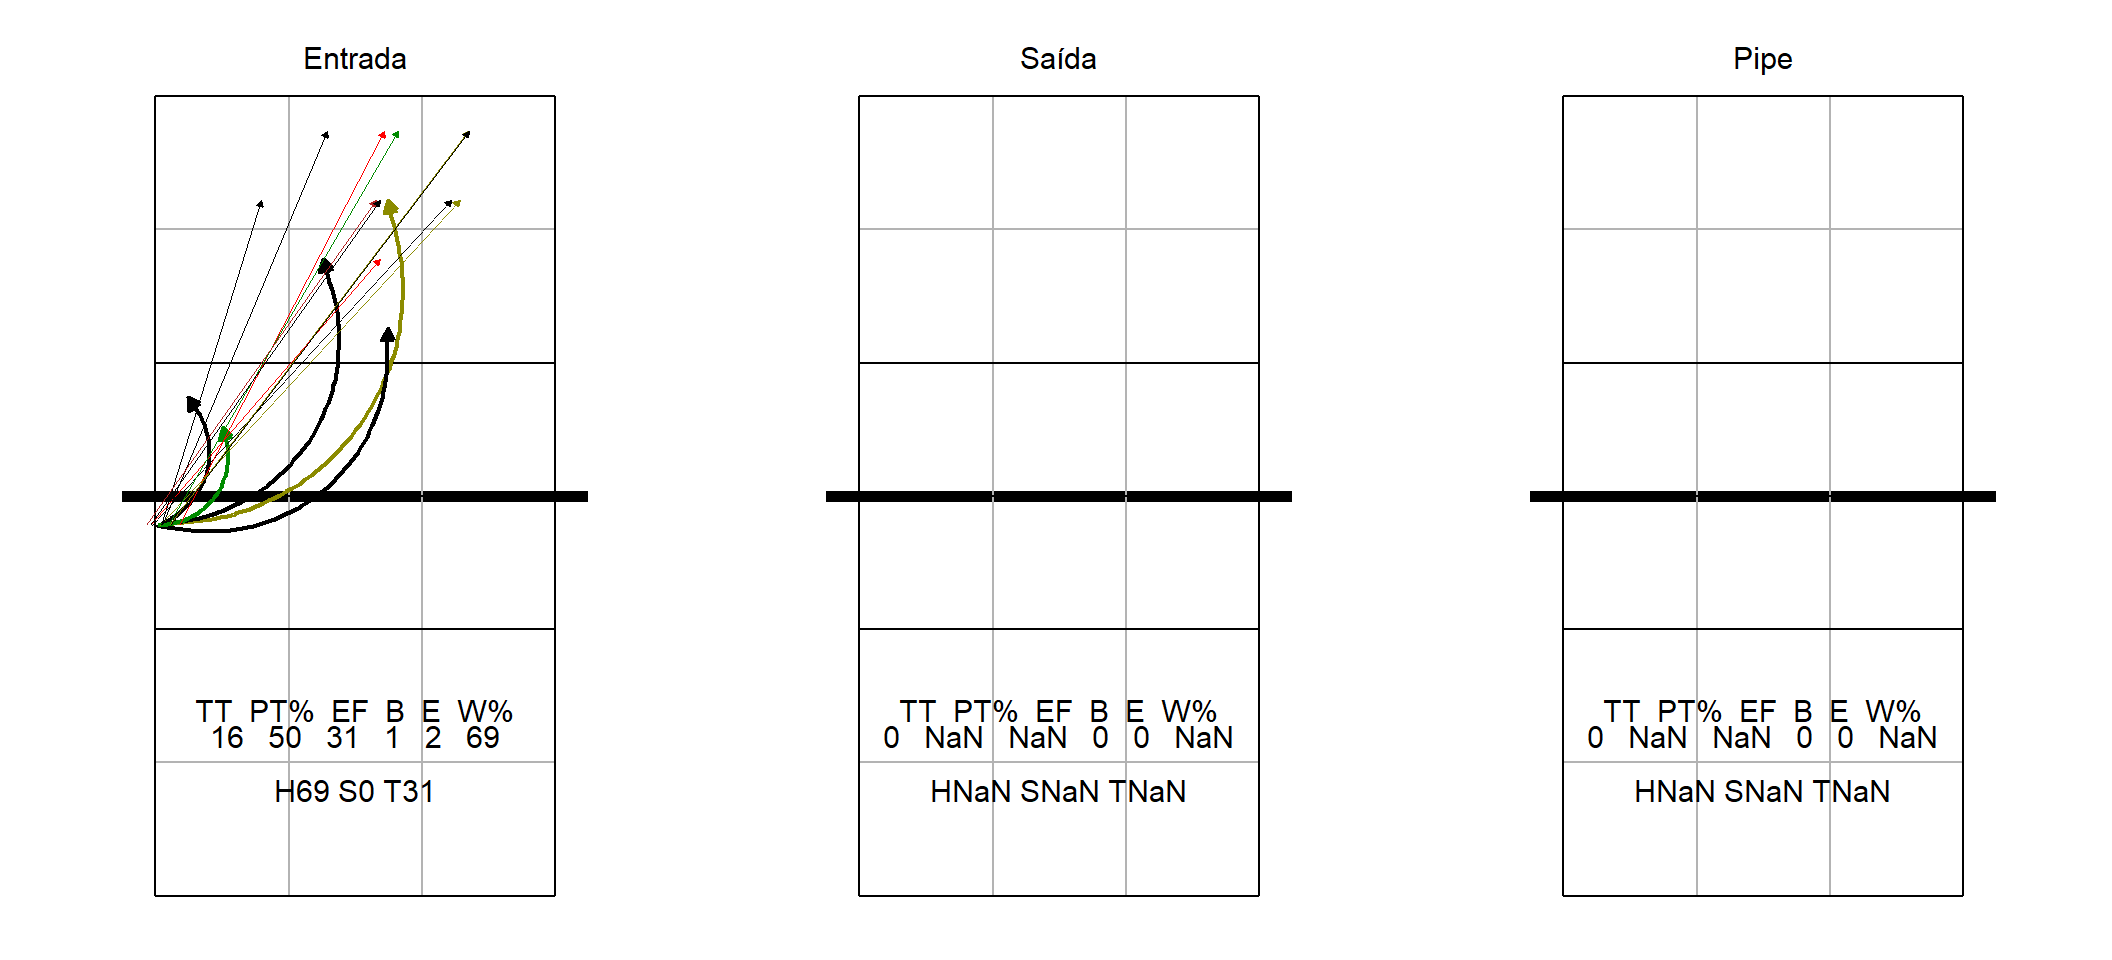 Entrada
TT PT% EF B E W%
16 50 31 1 2 69
H69 S0 T31
Saída
TT PT% EF B E W%
0 NaN NaN 0 0 NaN
HNaN SNaN TNaN
Pipe
TT PT% EF B E W%
0 NaN NaN 0 0 NaN
HNaN SNaN TNaN